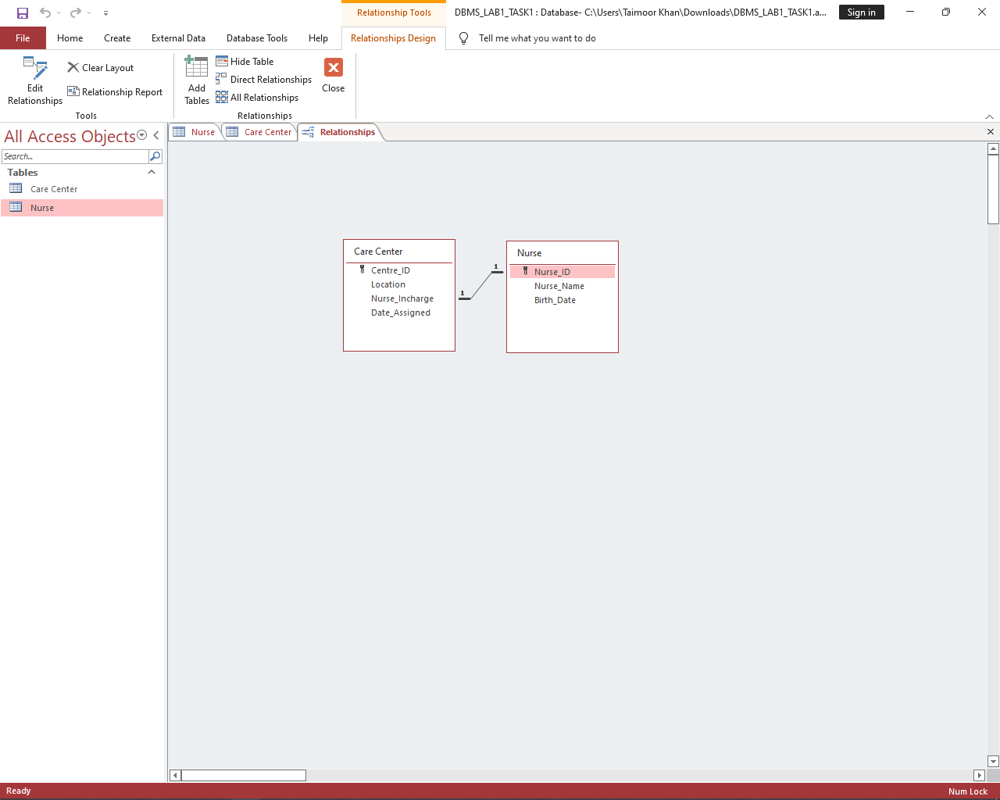 Relationship Tools
DBMS_LAB1_TASK1 : Database- C:\Users\Taimoor Khan\Downloads\DBMS_LAB1_TASK1.a...
Sign in
File
Home
Create
External Data
Database Tools
Help
Relationships Design
Tell me what you want to do
Edit
Relationships
Clear Layout
Relationship Report
Tools
Add
Tables
Hide Table
Direct Relationships
All Relationships
Close
Relationships
All Access Objects
Search...
Tables
Care Center
Nurse
Nurse
Care Center
Relationships
Care Center
Centre_ID
Location
Nurse_Incharge
Date_Assigned
1
1
Nurse
Nurse_ID
Nurse_Name
Birth_Date
Ready
Num Lock